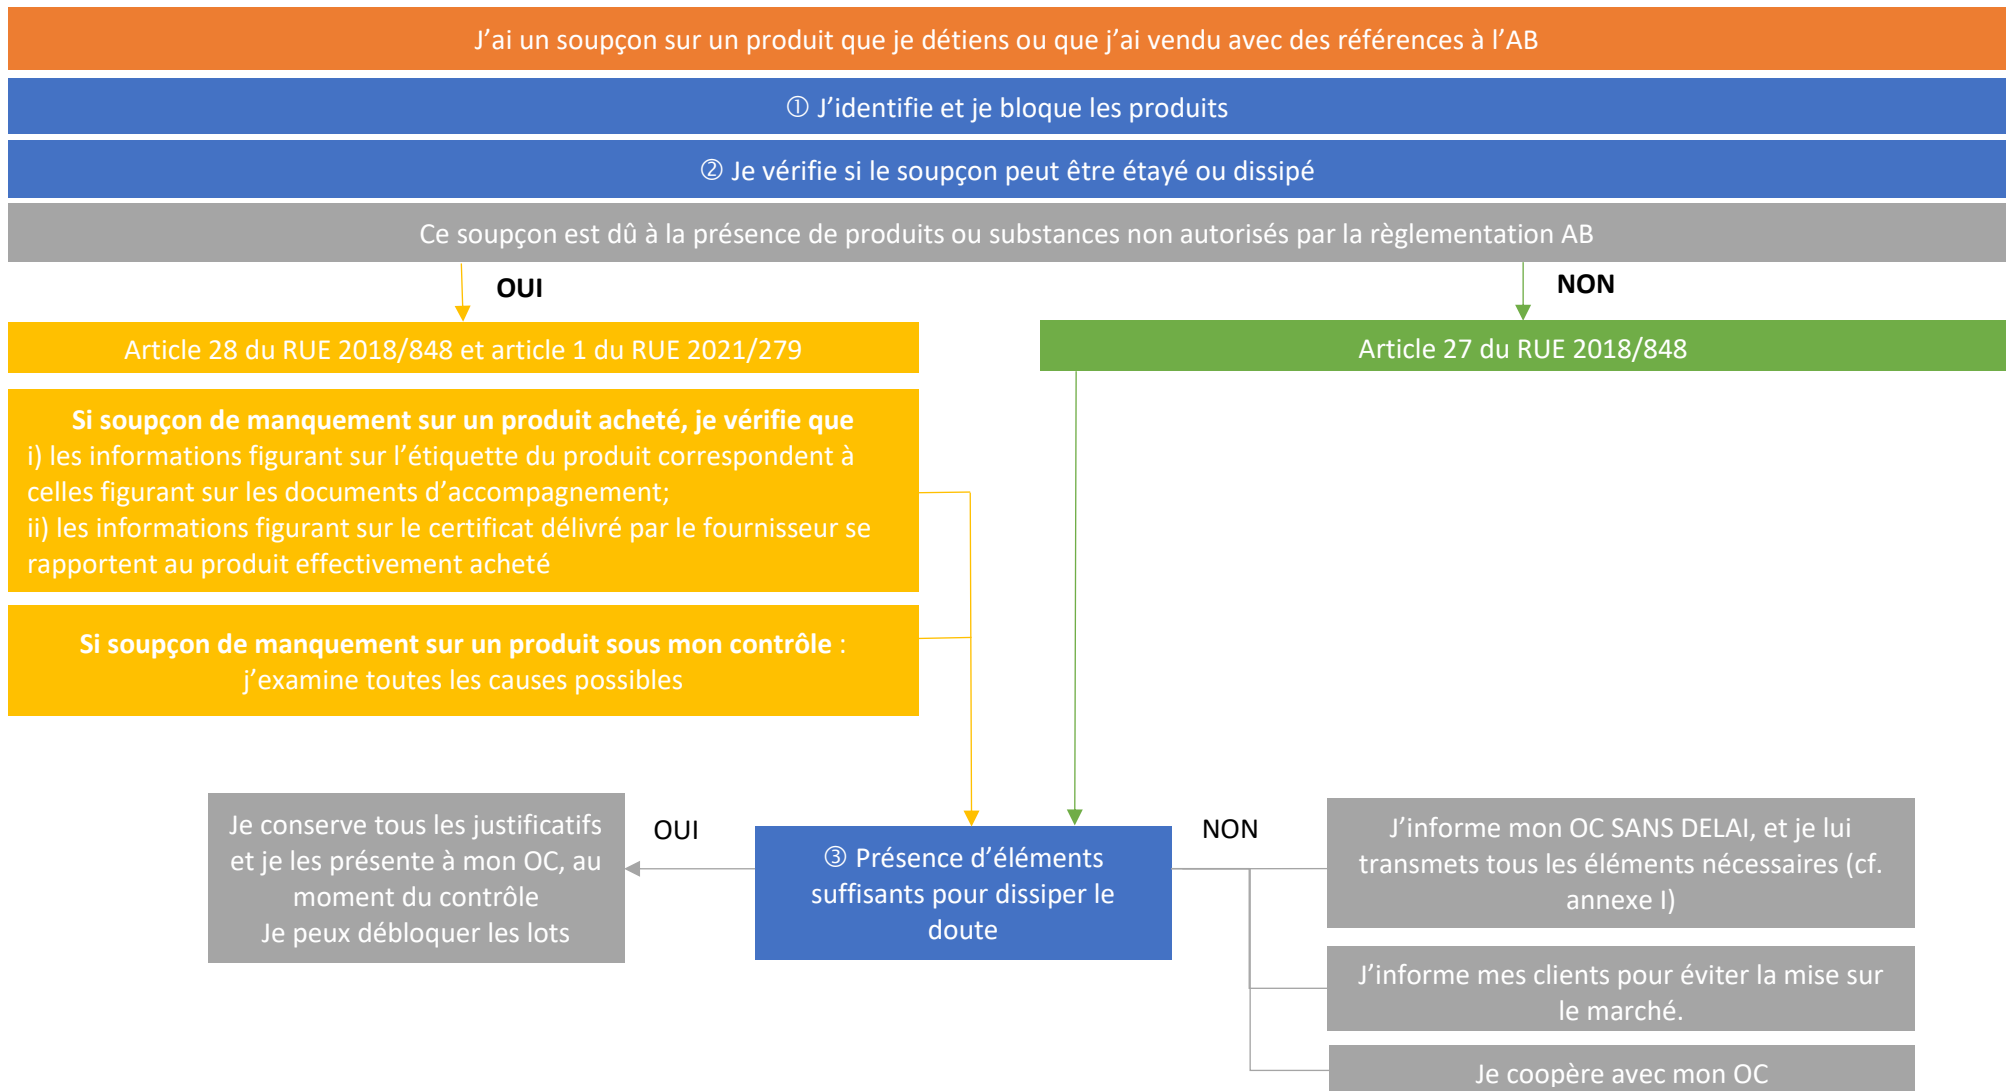 J’ai un soupçon sur un produit que je détiens ou que j’ai vendu avec des références à l’AB
① J’identifie et je bloque les produits
② Je vérifie si le soupçon peut être étayé ou dissipé
Ce soupçon est dû à la présence de produits ou substances non autorisés par la règlementation AB
OUI
NON
Article 28 du RUE 2018/848 et article 1 du RUE 2021/279
Article 27 du RUE 2018/848
Si soupçon de manquement sur un produit acheté, je vérifie que
i) les informations figurant sur l’étiquette du produit correspondent à
celles figurant sur les documents d’accompagnement;
ii) les informations figurant sur le certificat délivré par le fournisseur se
rapportent au produit effectivement acheté
Si soupçon de manquement sur un produit sous mon contrôle :
j’examine toutes les causes possibles
Je conserve tous les justificatifs
et je les présente à mon OC, au
moment du contrôle
Je peux débloquer les lots
OUI
③ Présence d’éléments
suffisants pour dissiper le
doute
NON
J’informe mon OC SANS DELAI, et je lui
transmets tous les éléments nécessaires (cf.
annexe I)
J’informe mes clients pour éviter la mise sur
le marché.
Je coopère avec mon OC